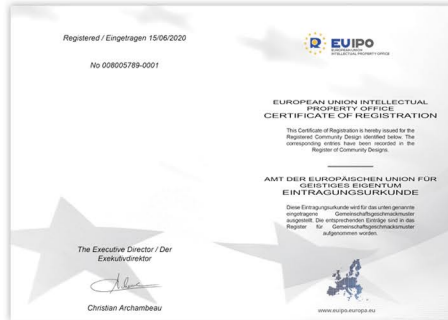 Registered / Eingetragen 15/06/2020
No 008005789-0001
The Executive Director / Der
Exekutivdirektor
Christian Archambeau
EUIPO
EUROPEAN UNION
INTELLECTUAL PROPERTY OFFICE
EUROPEAN UNION INTELLECTUAL
PROPERTY OFFICE
CERTIFICATE OF REGISTRATION
This Certificate of Registration is hereby issued for the
Registered Community Design identified below. The
corresponding entries have been recorded in the
Register of Community Designs.
AMT DER EUROPÄISCHEN UNION FÜR
GEISTIGES EIGENTUM
EINTRAGUNGSURKUNDE
Diese Eintragungsurkunde wird für das unten genannte
eingetragene Gemeinschaftsgeschmacksmuster
ausgestellt. Die entsprechenden Einträge sind in das
Register für Gemeinschaftsgeschmacksmuster
aufgenommen worden.
www.euipo.europa.eu